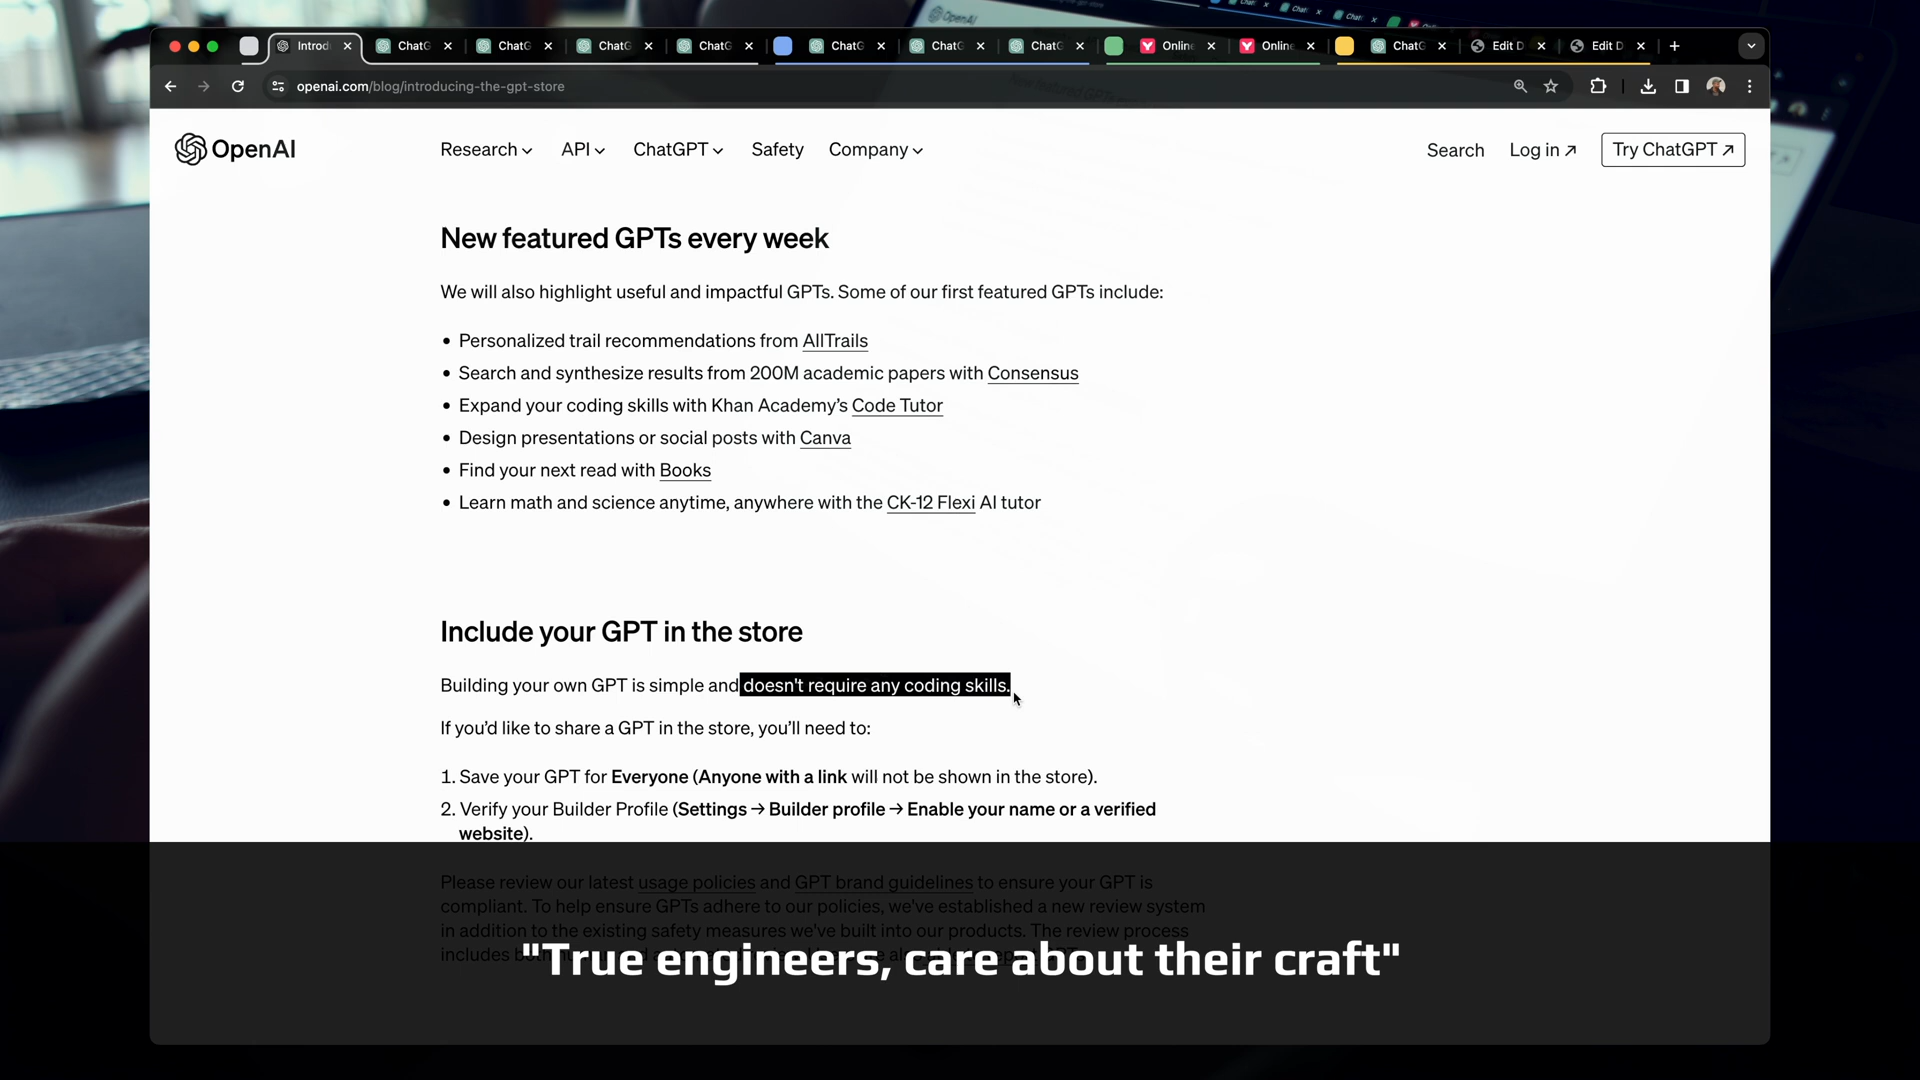 Introd
ChatG
ChatG
ChatG
ChatG
ChatG
ChatG
ChatG
Online
Online
ChatG
Edit D
Edit D
openai.com/blog/introducing-the-gpt-store
OpenAI
Research
API
ChatGPT
Safety
Company
Search
Log in ↗
Try ChatGPT ↗
New featured GPTs every week
We will also highlight useful and impactful GPTs. Some of our first featured GPTs include:
• Personalized trail recommendations from AllTrails
• Search and synthesize results from 200M academic papers with Consensus
• Expand your coding skills with Khan Academy’s Code Tutor
• Design presentations or social posts with Canva
• Find your next read with Books
• Learn math and science anytime, anywhere with the CK-12 Flexi AI tutor
Include your GPT in the store
Building your own GPT is simple and doesn't require any coding skills.
If you’d like to share a GPT in the store, you’ll need to:
1. Save your GPT for Everyone (Anyone with a link will not be shown in the store).
2. Verify your Builder Profile (Settings → Builder profile → Enable your name or a verified
website).
Please review our latest usage policies and GPT brand guidelines to ensure your GPT is
compliant. To help ensure GPTs adhere to our policies, we've established a new review system
in addition to the existing safety measures we've built into our products. The review process
includes
"True engineers, care about their craft"